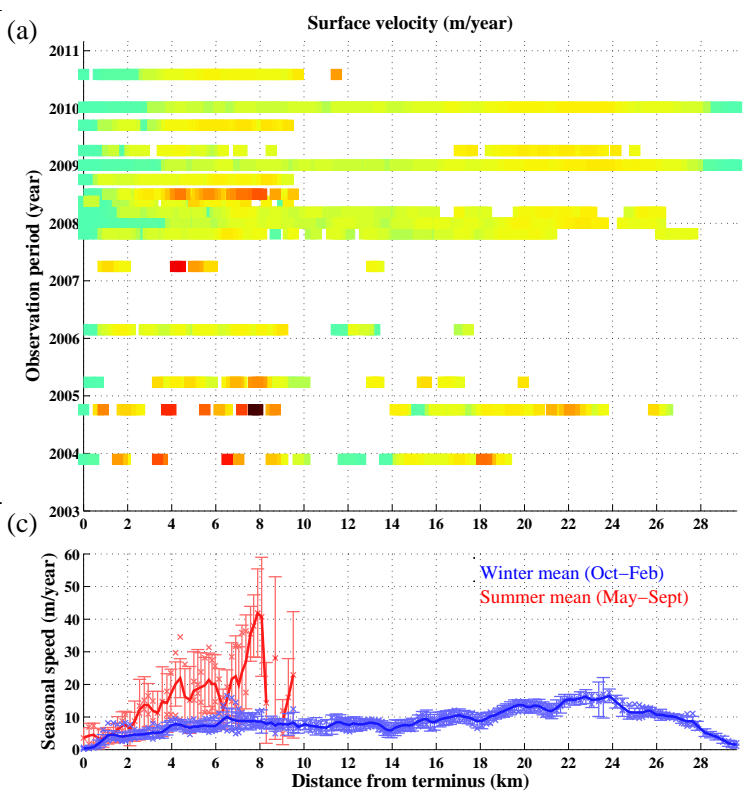 (a)
Surface velocity (m/year)
Observation period (year)
2011
2010
2009
2008
2007
2006
2005
2004
2003
0 2 4 6 8 10 12 14 16 18 20 22 24 26 28
(c)
Seasonal speed (m/year)
60
50
40
30
20
10
0
Winter mean (Oct−Feb)
Summer mean (May−Sept)
0 2 4 6 8 10 12 14 16 18 20 22 24 26 28
Distance from terminus (km)